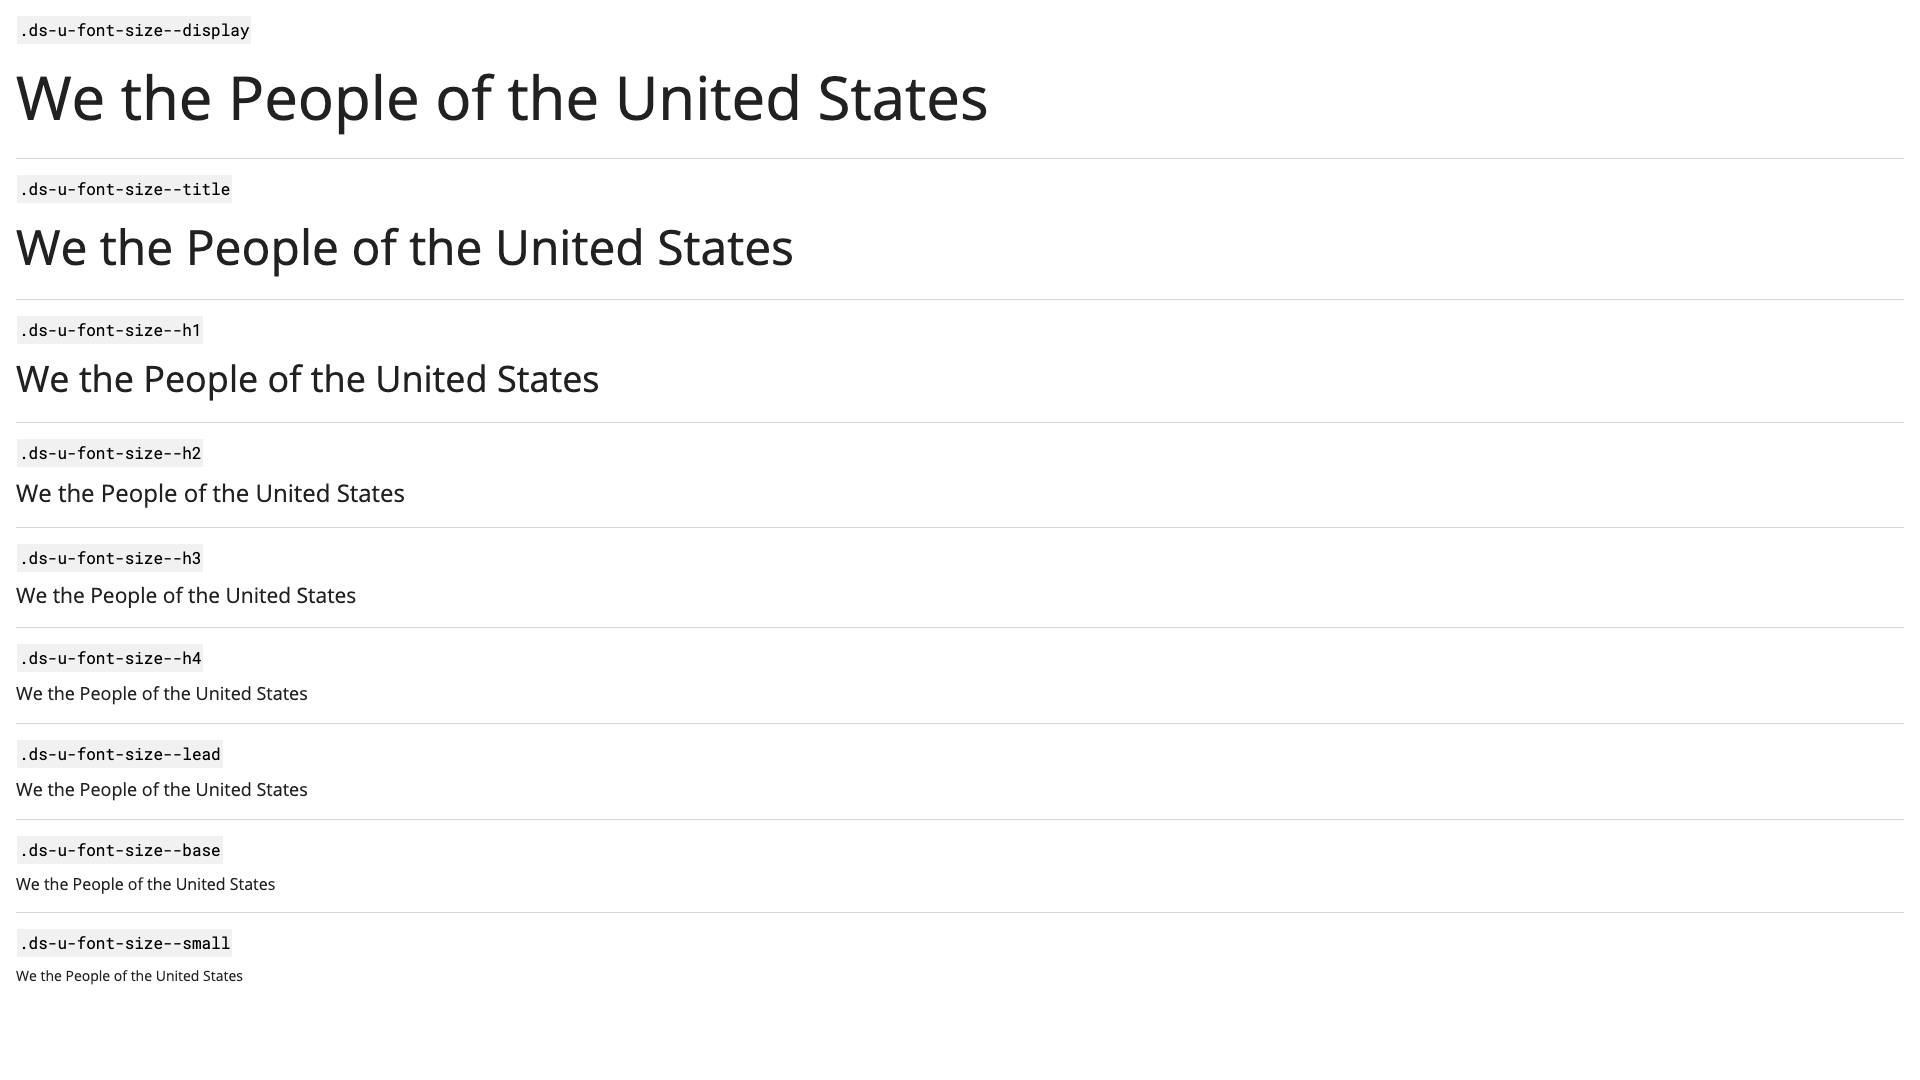 .ds-u-font-size--display
We the People of the United States
.ds-u-font-size--title
We the People of the United States
.ds-u-font-size--h1
We the People of the United States
.ds-u-font-size--h2
We the People of the United States
.ds-u-font-size--h3
We the People of the United States
.ds-u-font-size--h4
We the People of the United States
.ds-u-font-size--lead
We the People of the United States
.ds-u-font-size--base
We the People of the United States
.ds-u-font-size--small
We the People of the United States